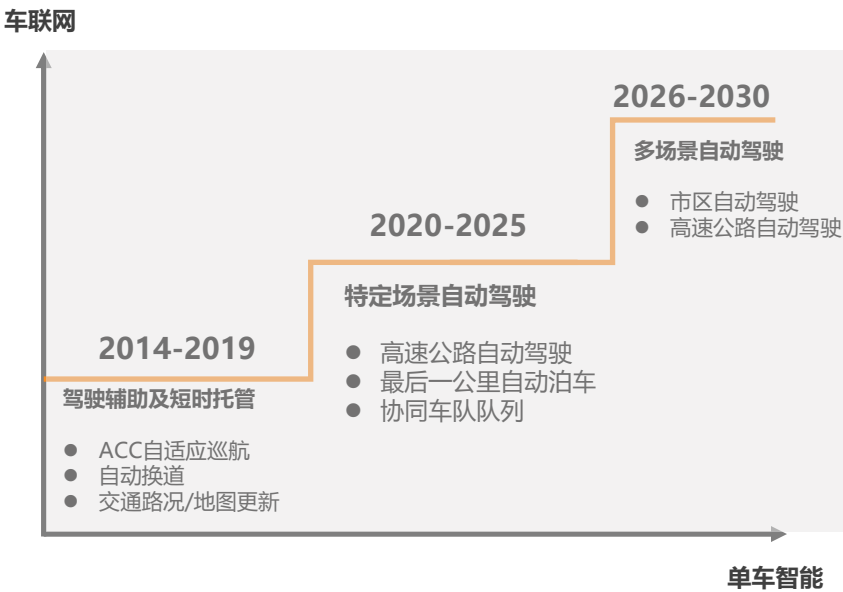 车联网
2026-2030
多场景自动驾驶
● 市区自动驾驶
● 高速公路自动驾驶
2020-2025
特定场景自动驾驶
● 高速公路自动驾驶
● 最后一公里自动泊车
● 协同车队队列
2014-2019
驾驶辅助及短时托管
● ACC自适应巡航
● 自动换道
● 交通路况/地图更新
单车智能